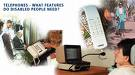 TELEPHONES - WHAT FEATURES
DO DISABLED PEOPLE NEED?